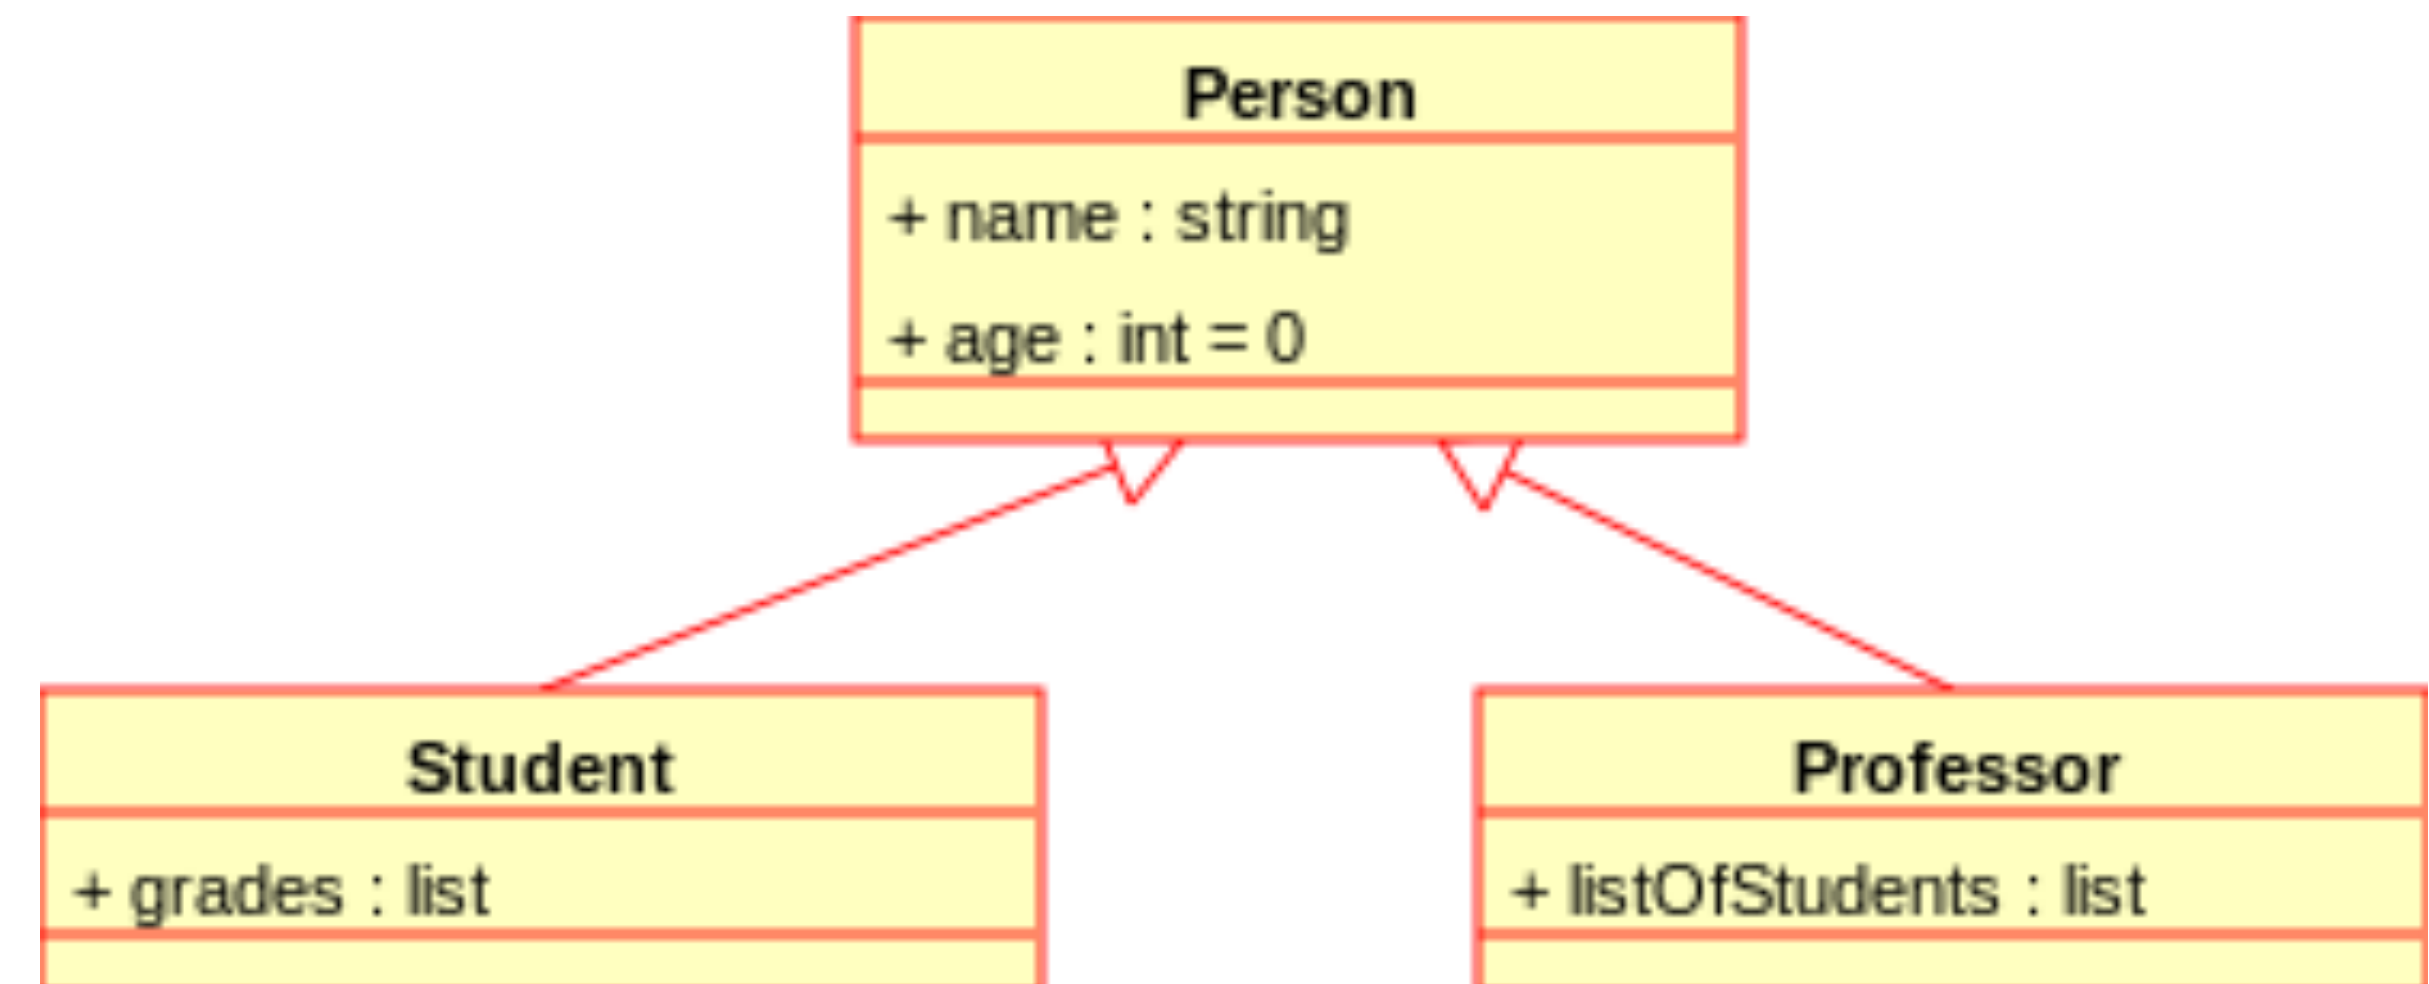 Person
+ name : string
+ age : int = 0
Student
+ grades : list
Professor
+ listOfStudents : list